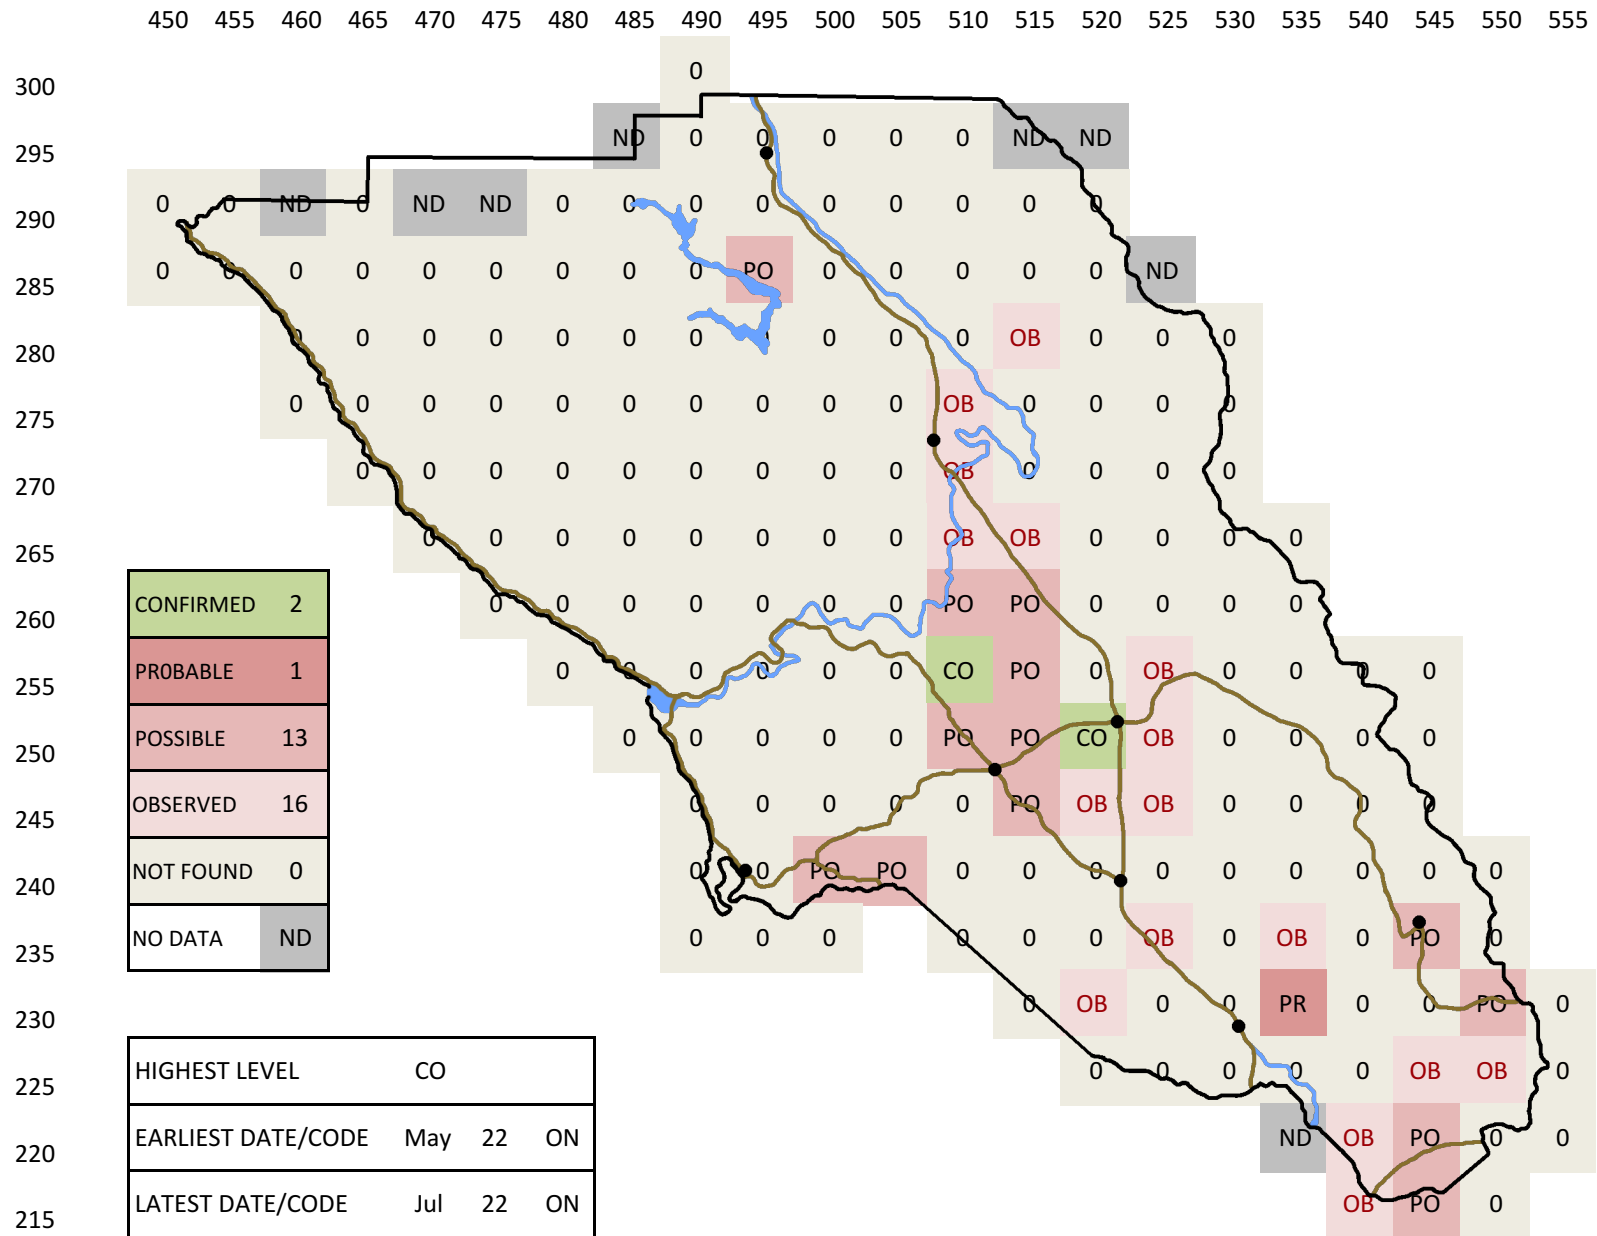 450 455 460 465 470 475 480 485 490 495 500 505 510 515 520 525 530 535 540 545 550 555
0
300
ND 0 0 0 0 0 ND ND
295
0 0 ND 0 ND ND 0 0 0 0 0 0 0 0 0
290
0 0 0 0 0 0 0 0 0 PO 0 0 0 0 0 ND
285
0 0 0 0 0 0 0 0 0 0 0 OB 0 0 0
280
0 0 0 0 0 0 0 0 0 0 OB 0 0 0 0
275
0 0 0 0 0 0 0 0 0 OB 0 0 0 0
270
0 0 0 0 0 0 0 0 OB OB 0 0 0 0
265
0 0 0 0 0 0 0 PO PO 0 0 0 0
260
CONFIRMED 2
0 0 0 0 0 0 CO PO 0 OB 0 0 0 0
255
PR0BABLE 1
0 0 0 0 0 PO PO CO OB 0 0 0 0
250
POSSIBLE 13
0 0 0 0 0 PO OB OB 0 0 0 0
245
OBSERVED 16
0 0 PO PO 0 0 0 0 0 0 0 0 0
240
NOT FOUND 0
0 0 0 0 0 0 OB 0 OB 0 PO 0
235
NO DATA ND
0 OB 0 0 PR 0 0 PO 0
230
0 0 0 0 0 OB OB 0
225
HIGHEST LEVEL CO
ND OB PO 0 0
220
EARLIEST DATE/CODE May 22 ON
OB PO 0
215
LATEST DATE/CODE Jul 22 ON